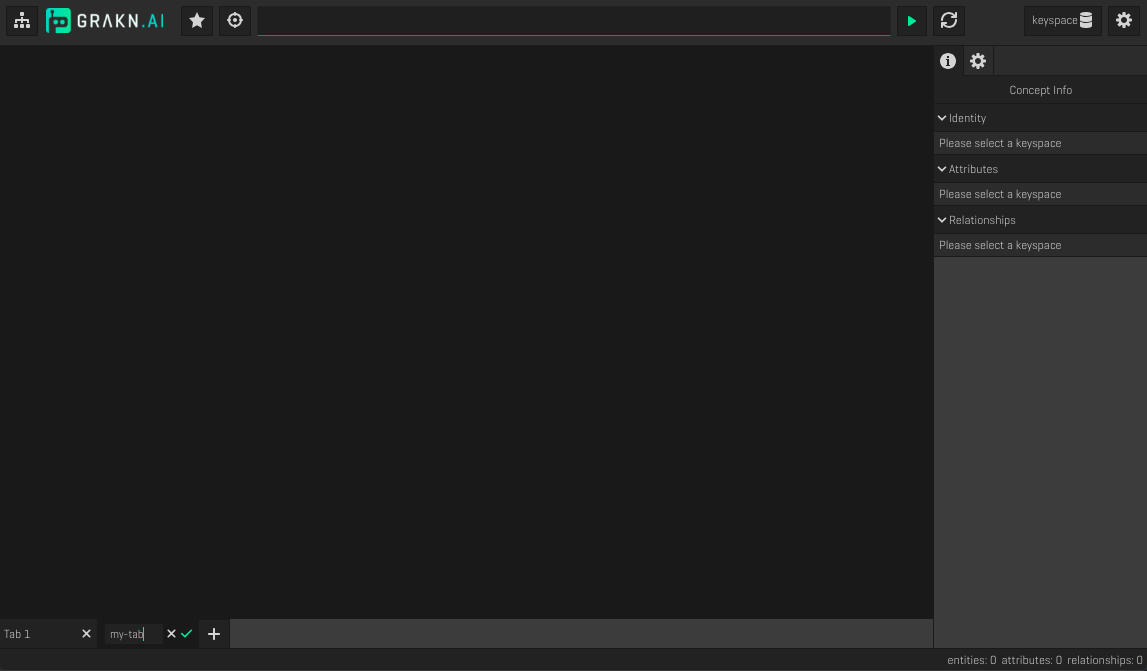 GRAKN.AI
keyspace
Concept Info
Identity
Please select a keyspace
Attributes
Please select a keyspace
Relationships
Please select a keyspace
Tab 1
my-tab
entities: 0 attributes: 0 relationships: 0